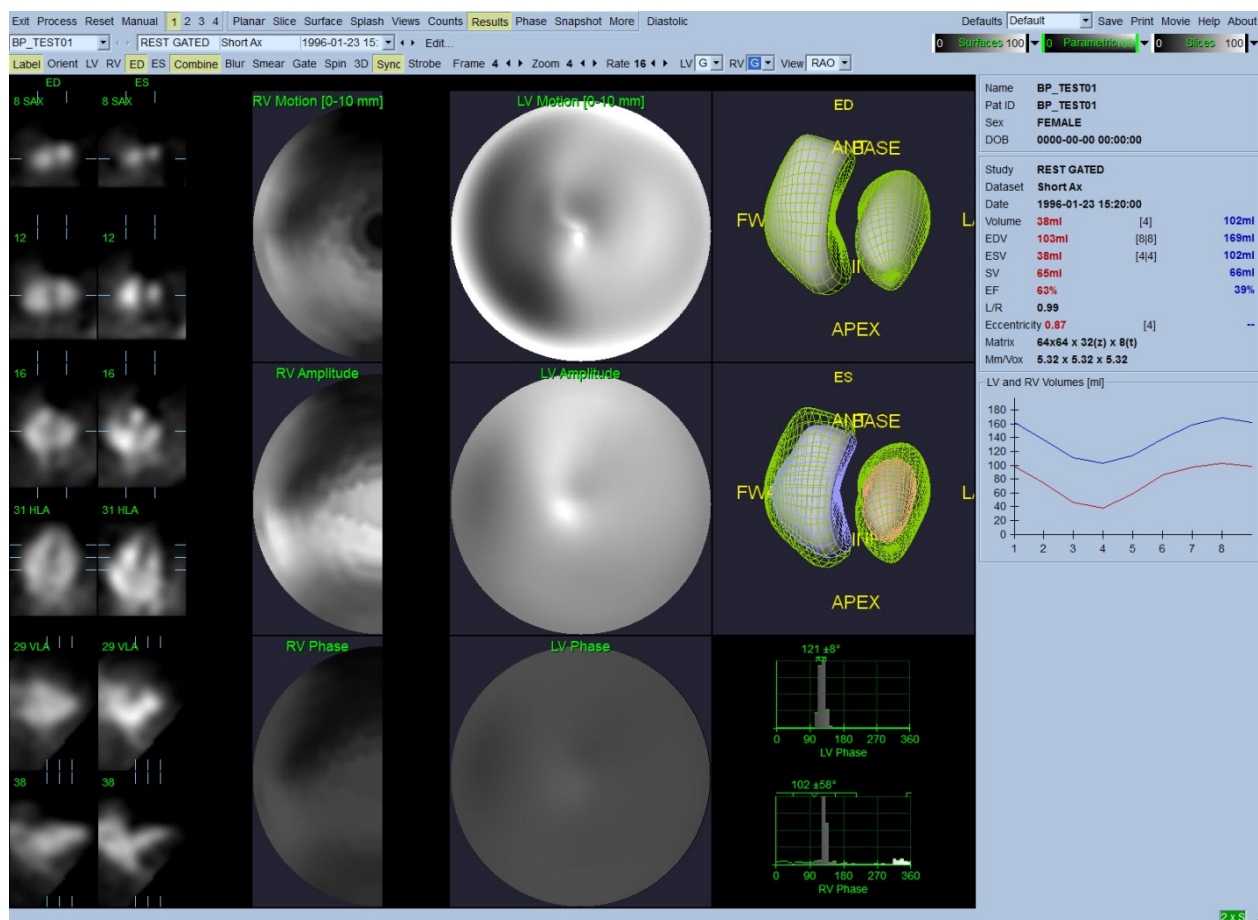 Exit Process Reset Manual 1 2 3 4 Planar Slice Surface Splash Views Counts Results Phase Snapshot More Diastolic Defaults Default Save Print Movie Help About
BP_TEST01 REST GATED Short Ax 1996-01-23 15: Edit... 0 Surfaces 100 0 Parametric 0 Slices 100
Label Orient LV RV ED ES Combine Blur Smear Gate Spin 3D Sync Strobe Frame 4 Zoom 4 Rate 16 LV G RV G View RAO
ED ES
8 SAX 8 SAX
12 12
16 16
31 HLA 31 HLA
29 VLA 29 VLA
38 38
RV Motion [0-10 mm] LV Motion [0-10 mm] ED
ANT BASE
FW
INF
APEX
RV Amplitude LV Amplitude ES
ANT BASE
FW
INF
APEX
RV Phase LV Phase
121 ±8°
0 90 180 270 360
LV Phase
102 ±58°
0 90 180 270 360
RV Phase
Name BP_TEST01
Pat ID BP_TEST01
Sex FEMALE
DOB 0000-00-00 00:00:00
Study REST GATED
Dataset Short Ax
Date 1996-01-23 15:20:00
Volume 38ml [4] 102ml
EDV 103ml [8|8] 169ml
ESV 38ml [4|4] 102ml
SV 65ml 66ml
EF 63% 39%
L/R 0.99
Eccentricity 0.87 [4] --
Matrix 64x64 x 32(z) x 8(t)
Mm/Vox 5.32 x 5.32 x 5.32
LV and RV Volumes [ml]
180
160
140
120
100
80
60
40
20
0
1 2 3 4 5 6 7 8
2 x S